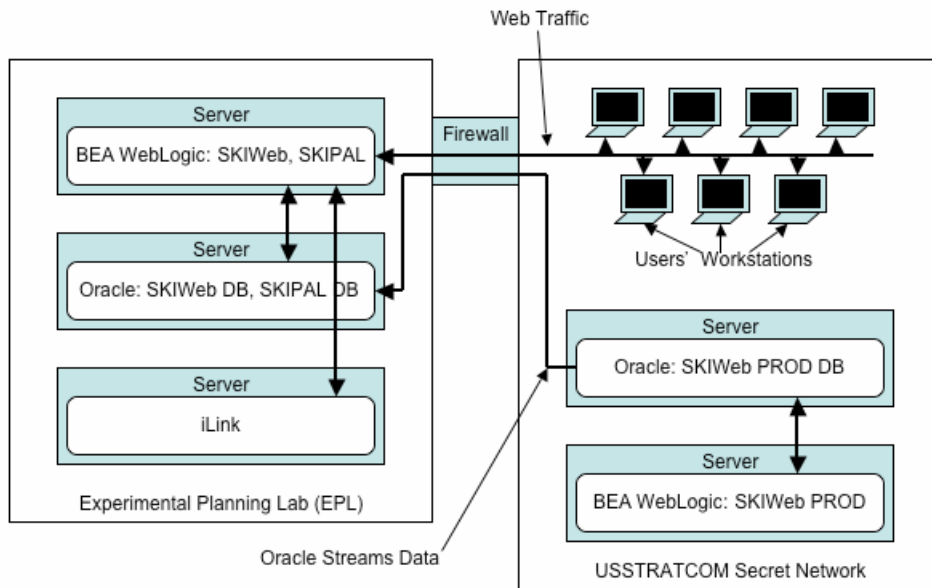 Web Traffic
Server
BEA WebLogic: SKIWeb, SKIPAL
Server
Oracle: SKIWeb DB, SKIPAL DB
Server
iLink
Experimental Planning Lab (EPL)
Firewall
Users’ Workstations
Server
Oracle: SKIWeb PROD DB
Server
BEA WebLogic: SKIWeb PROD
USSTRATCOM Secret Network
Oracle Streams Data